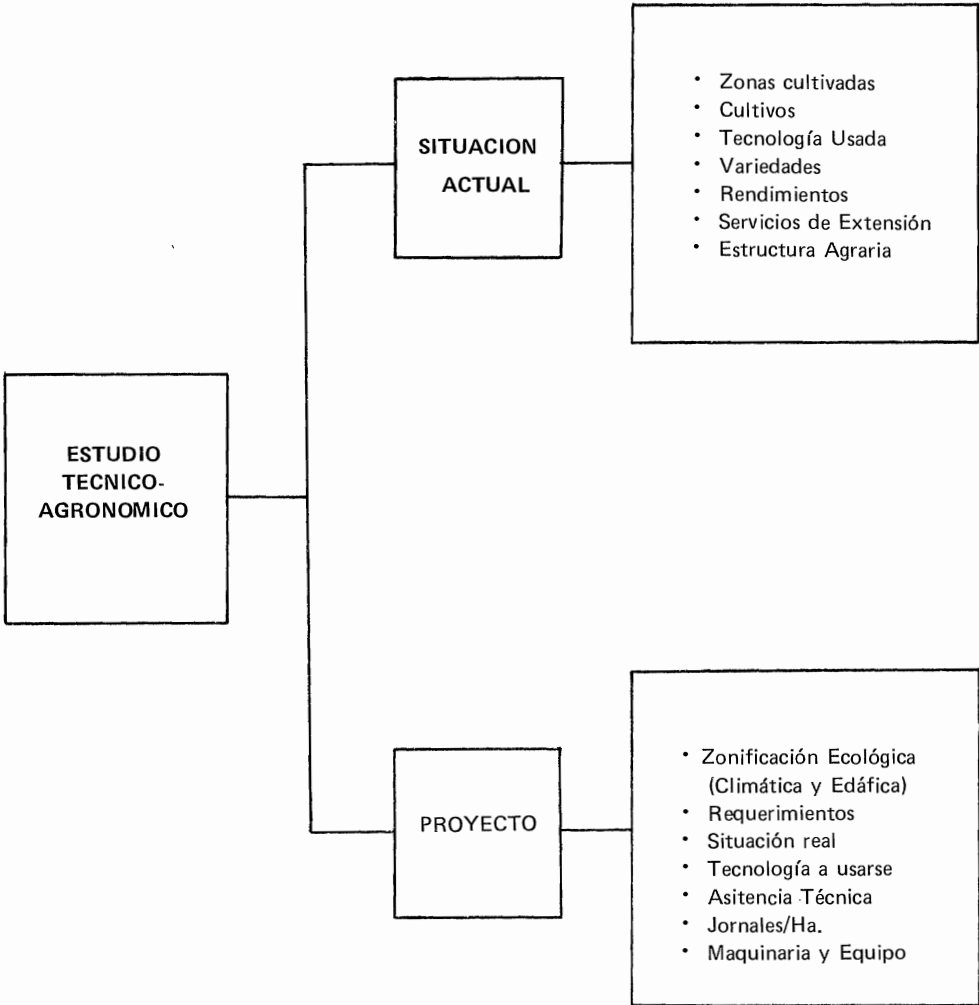 ESTUDIO
TECNICO-
AGRONOMICO
SITUACION
ACTUAL
• Zonas cultivadas
• Cultivos
• Tecnología Usada
• Variedades
• Rendimientos
• Servicios de Extensión
• Estructura Agraria
PROYECTO
• Zonificación Ecológica
(Climática y Edáfica)
• Requerimientos
• Situación real
• Tecnología a usarse
• Asitencia Técnica
• Jornales/Ha.
• Maquinaria y Equipo